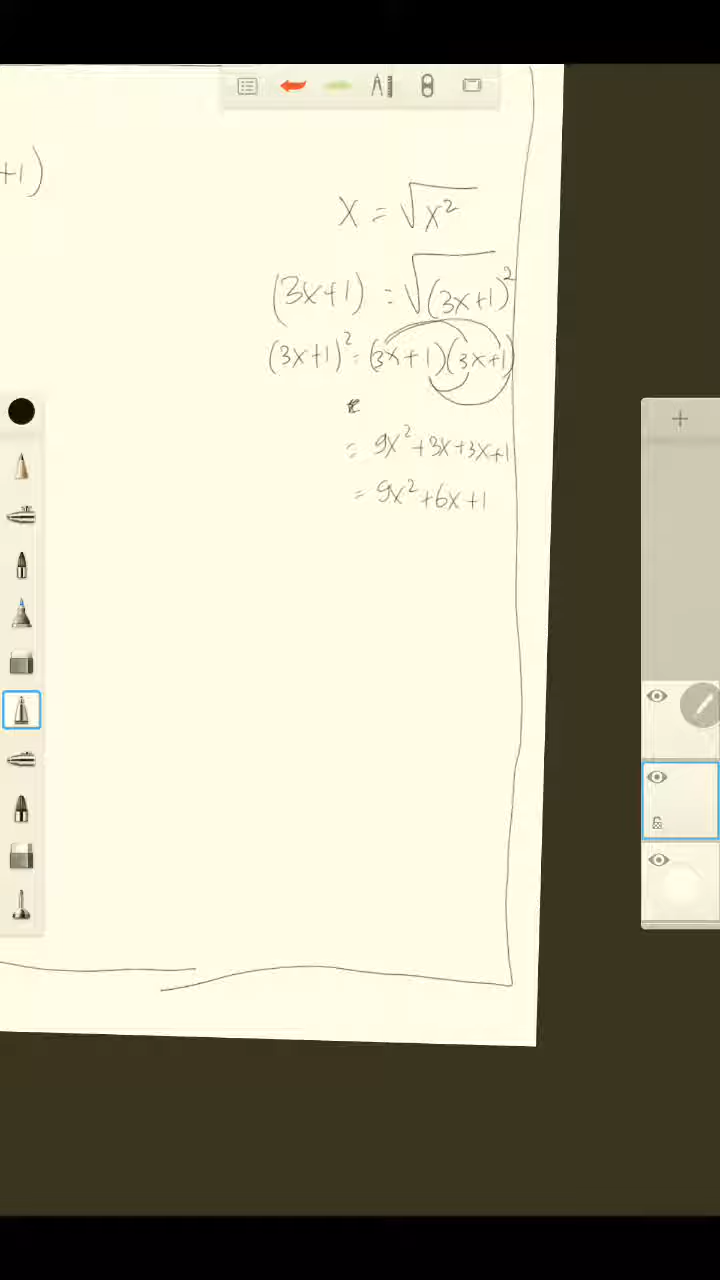 +1)
x = √x²
(3x+1) = √(3x+1)²
(3x+1)² = (3x+1)(3x+1)
= 9x²+3x+3x+1
= 9x²+6x+1